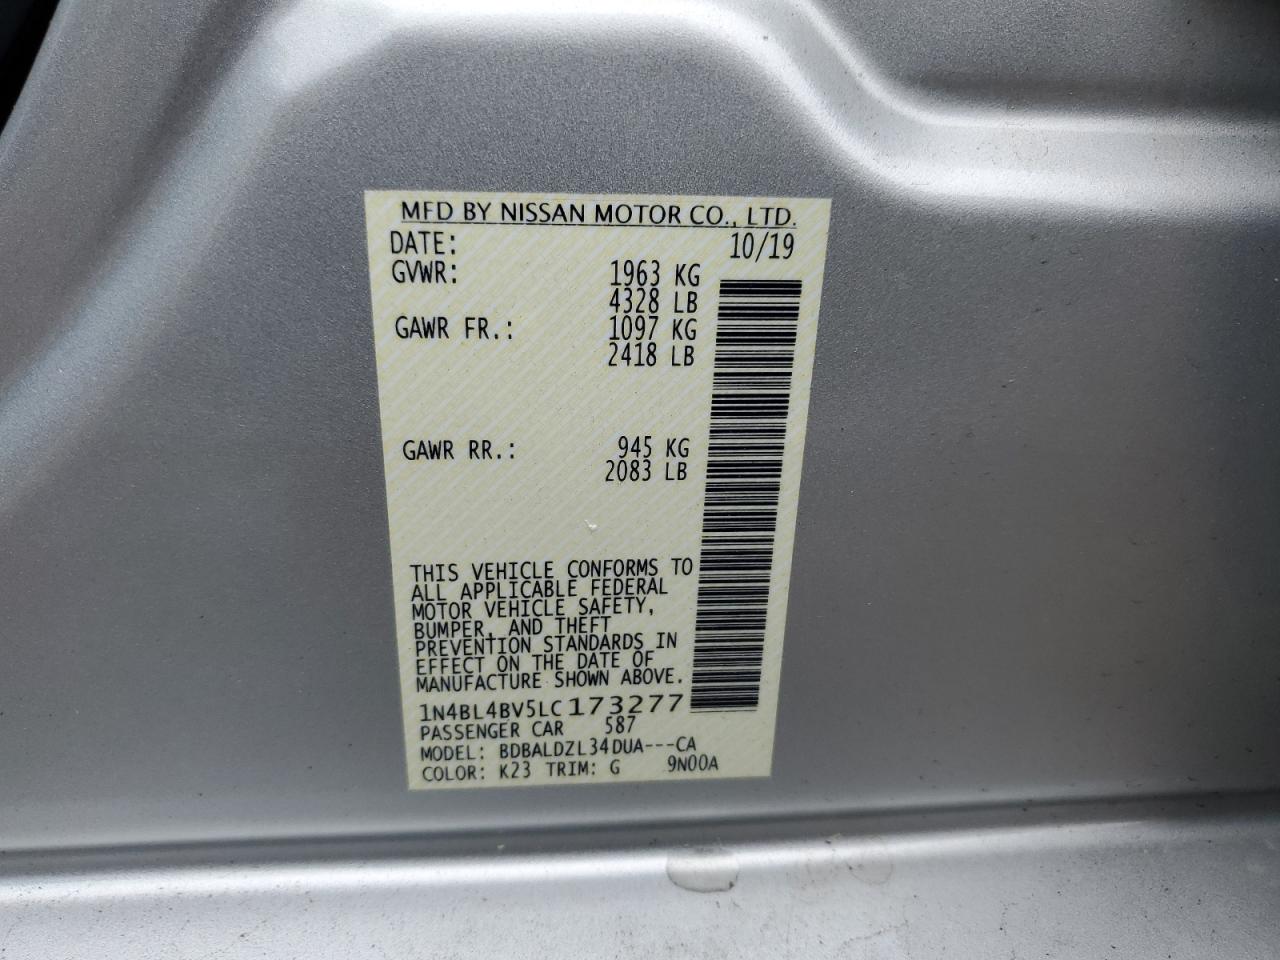 MFD BY NISSAN MOTOR CO., LTD.
DATE: 10/19
GVWR: 1963 KG
4328 LB
GAWR FR.: 1097 KG
2418 LB
GAWR RR.: 945 KG
2083 LB
THIS VEHICLE CONFORMS TO
ALL APPLICABLE FEDERAL
MOTOR VEHICLE SAFETY,
BUMPER, AND THEFT
PREVENTION STANDARDS IN
EFFECT ON THE DATE OF
MANUFACTURE SHOWN ABOVE.
1N4BL4BV5LC173277
PASSENGER CAR 587
MODEL: BDBALDZL34DUA---CA
COLOR: K23 TRIM: G 9N00A